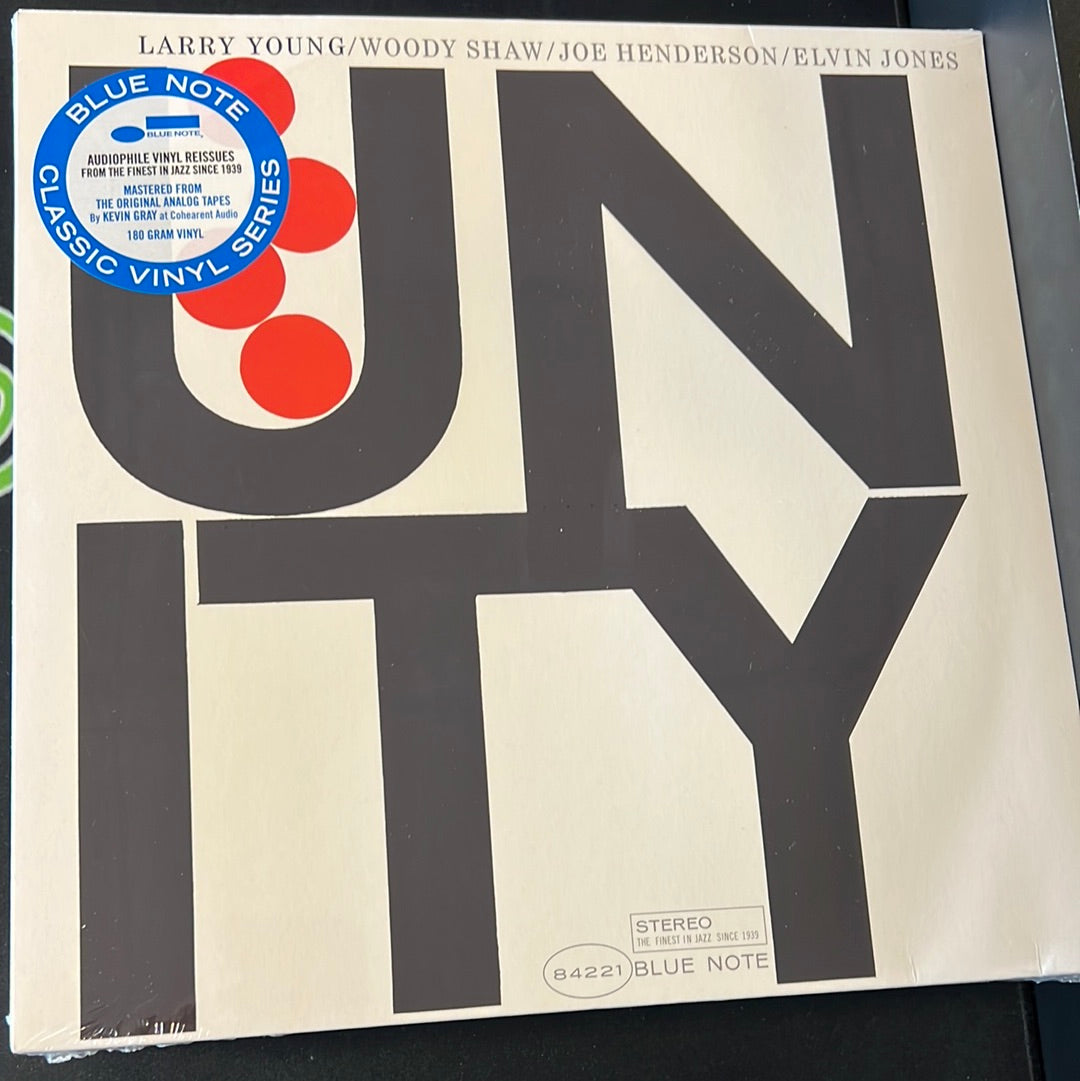 LARRY YOUNG/WOODY SHAW/JOE HENDERSON/ELVIN JONES
BLUE NOTE
BLUE NOTE
AUDIOPHILE VINYL REISSUES
FROM THE FINEST IN JAZZ SINCE 1939
MASTERED FROM
THE ORIGINAL ANALOG TAPES
By KEVIN GRAY at Cohearent Audio
180 GRAM VINYL
CLASSIC VINYL SERIES
UN
ITY
STEREO
THE FINEST IN JAZZ SINCE 1939
84221 BLUE NOTE